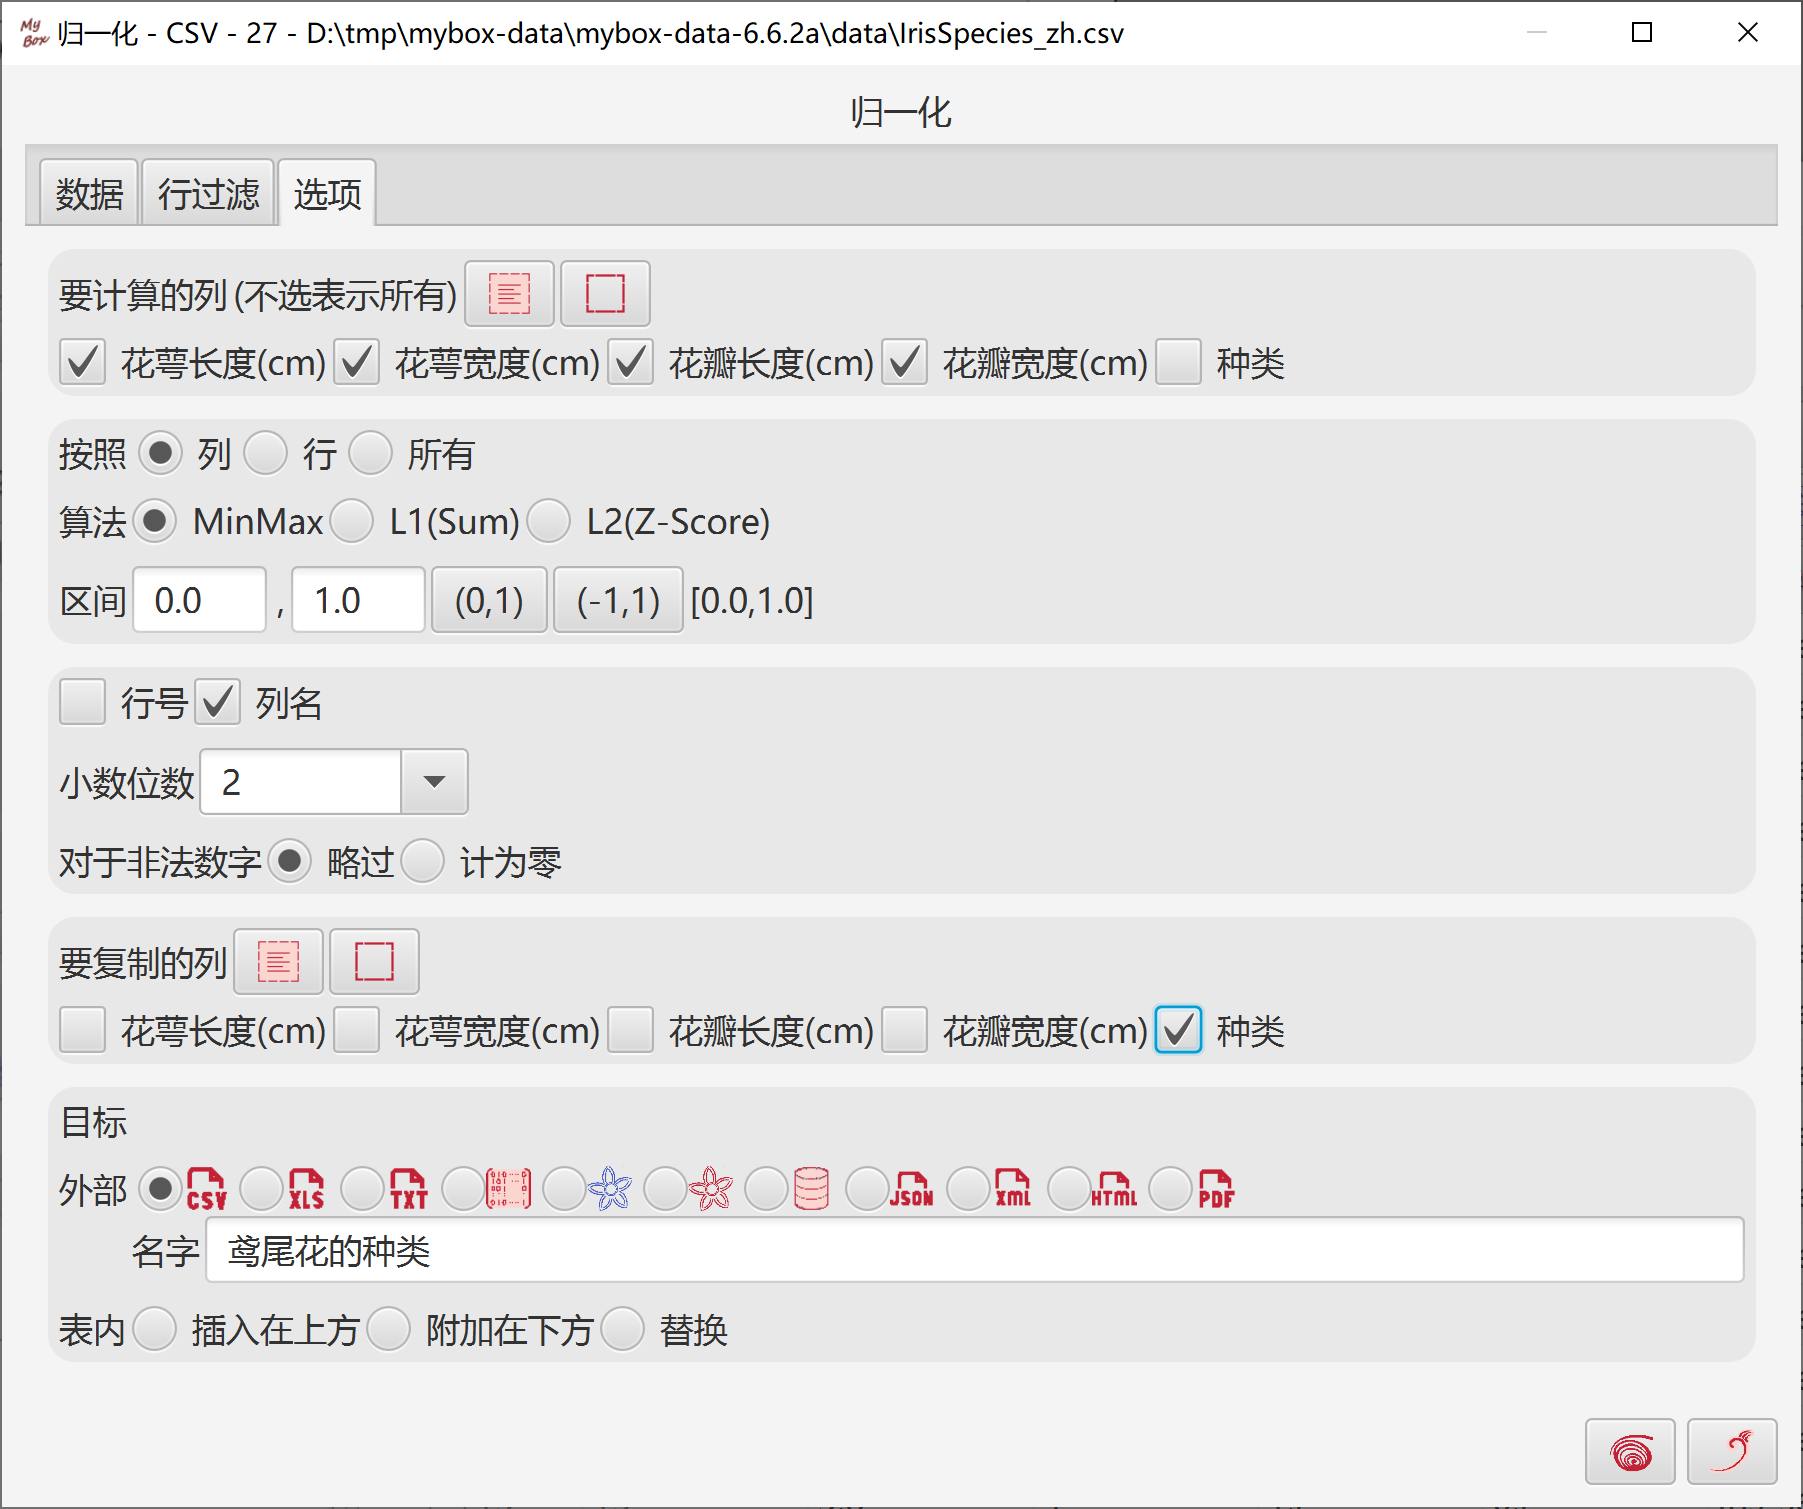 My Box 归一化 - CSV - 27 - D:\tmp\mybox-data\mybox-data-6.6.2a\data\IrisSpecies_zh.csv
归一化
数据 行过滤 选项
要计算的列(不选表示所有)
花萼长度(cm) 花萼宽度(cm) 花瓣长度(cm) 花瓣宽度(cm) 种类
按照 列 行 所有
算法 MinMax L1(Sum) L2(Z-Score)
区间 0.0 , 1.0 (0,1) (-1,1) [0.0,1.0]
行号 列名
小数位数 2
对于非法数字 略过 计为零
要复制的列
花萼长度(cm) 花萼宽度(cm) 花瓣长度(cm) 花瓣宽度(cm) 种类
目标
外部 CSV XLS TXT JSON XML HTML PDF
名字 鸢尾花的种类
表内 插入在上方 附加在下方 替换